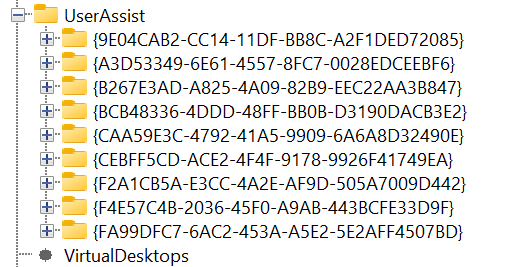 UserAssist
{9E04CAB2-CC14-11DF-BB8C-A2F1DED72085}
{A3D53349-6E61-4557-8FC7-0028EDCEEBF6}
{B267E3AD-A825-4A09-82B9-EEC22AA3B847}
{BCB48336-4DDD-48FF-BB0B-D3190DACB3E2}
{CAA59E3C-4792-41A5-9909-6A6A8D32490E}
{CEBFF5CD-ACE2-4F4F-9178-9926F41749EA}
{F2A1CB5A-E3CC-4A2E-AF9D-505A7009D442}
{F4E57C4B-2036-45F0-A9AB-443BCFE33D9F}
{FA99DFC7-6AC2-453A-A5E2-5E2AFF4507BD}
VirtualDesktops